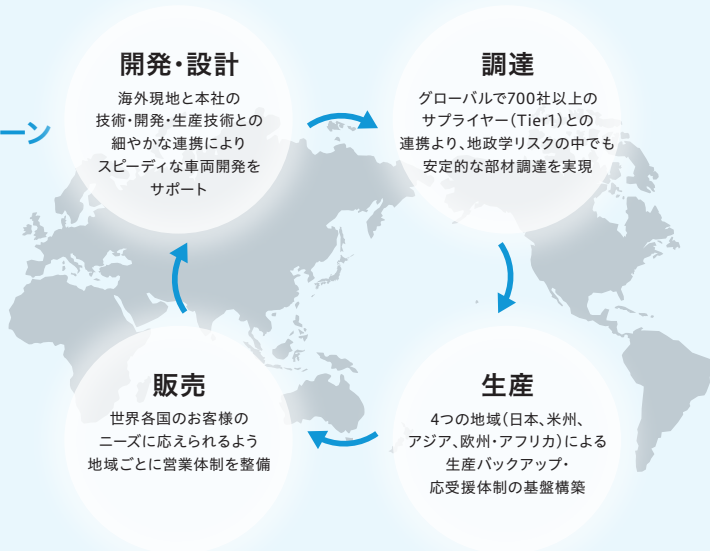 ーン
開発・設計
海外現地と本社の
技術・開発・生産技術との
細やかな連携により
スピーディな車両開発を
サポート
調達
グローバルで700社以上の
サプライヤー（Tier1）との
連携より、地政学リスクの中でも
安定的な部材調達を実現
販売
世界各国のお客様の
ニーズに応えられるよう
地域ごとに営業体制を整備
生産
4つの地域（日本、米州、
アジア、欧州・アフリカ）による
生産バックアップ・
応受援体制の基盤構築